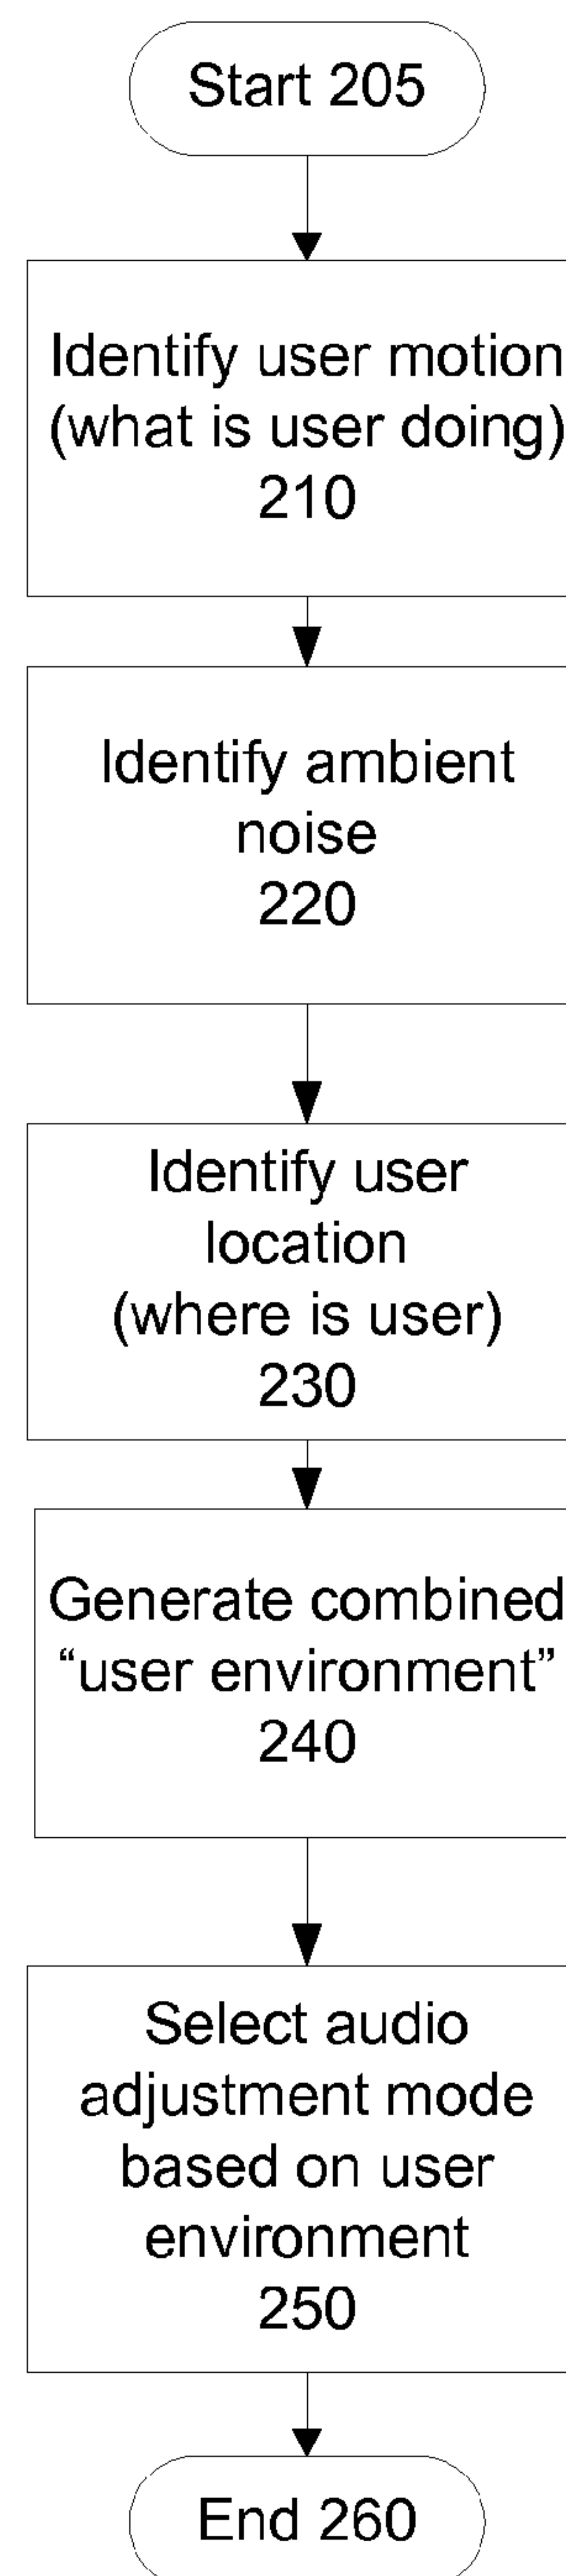 Start 205
Identify user motion
(what is user doing)
210
Identify ambient
noise
220
Identify user
location
(where is user)
230
Generate combined
“user environment”
240
Select audio
adjustment mode
based on user
environment
250
End 260